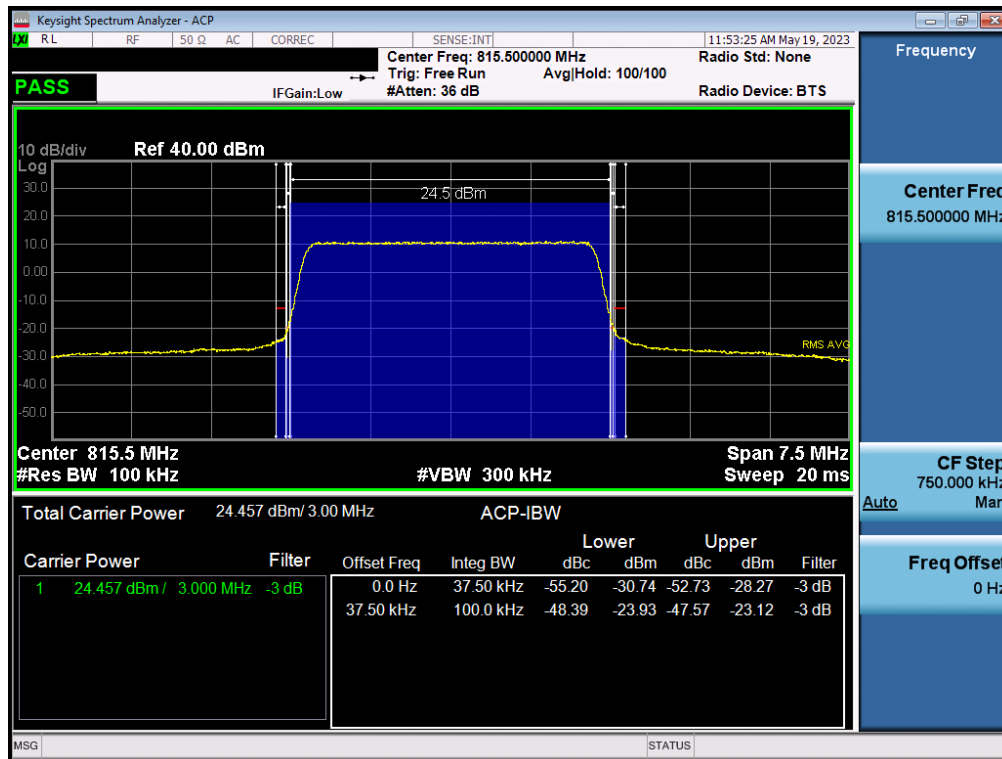 Keysight Spectrum Analyzer - ACP
LXI RL RF 50 Ω AC CORREC SENSE:INT 11:53:25 AM May 19, 2023
Center Freq: 815.500000 MHz Radio Std: None
Trig: Free Run Avg|Hold: 100/100
PASS IFGain:Low #Atten: 36 dB Radio Device: BTS
10 dB/div Ref 40.00 dBm
Log
30.0
24.5 dBm
20.0
10.0
0.00
-10.0
-20.0
RMS AVG
-30.0
-40.0
-50.0
Center 815.5 MHz Span 7.5 MHz
#Res BW 100 kHz #VBW 300 kHz Sweep 20 ms
Total Carrier Power 24.457 dBm/ 3.00 MHz ACP-IBW
Lower Upper
Carrier Power Filter Offset Freq Integ BW dBc dBm dBc dBm Filter
1 24.457 dBm / 3.000 MHz -3 dB 0.0 Hz 37.50 kHz -55.20 -30.74 -52.73 -28.27 -3 dB
37.50 kHz 100.0 kHz -48.39 -23.93 -47.57 -23.12 -3 dB
MSG STATUS
Frequency
Center Freq
815.500000 MHz
CF Step
750.000 kHz
Auto Man
Freq Offset
0 Hz